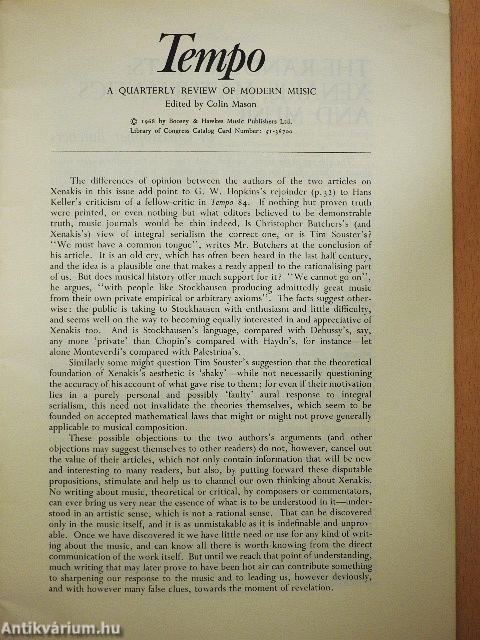 Tempo
A QUARTERLY REVIEW OF MODERN MUSIC
Edited by Colin Mason
© 1968 by Boosey & Hawkes Music Publishers Ltd.
Library of Congress Catalog Card Number: 51-36700
The differences of opinion between the authors of the two articles on
Xenakis in this issue add point to G. W. Hopkins's rejoinder (p.32) to Hans
Keller's criticism of a fellow-critic in Tempo 84. If nothing but proven truth
were printed, or even nothing but what editors believed to be demonstrable
truth, music journals would be thin indeed. Is Christopher Butchers's (and
Xenakis's) view of integral serialism the correct one, or is Tim Souster's?
"We must have a common tongue", writes Mr. Butchers at the conclusion of
his article. It is an old cry, which has often been heard in the last half century,
and the idea is a plausible one that makes a ready appeal to the rationalising part
of us. But does musical history offer much support for it? "We cannot go on",
he argues, "with people like Stockhausen producing admittedly great music
from their own private empirical or arbitrary axioms". The facts suggest other-
wise: the public is taking to Stockhausen with enthusiasm and little difficulty,
and seems well on the way to becoming equally interested in and appreciative of
Xenakis too. And is Stockhausen's language, compared with Debussy's, say,
any more 'private' than Chopin's compared with Haydn's, for instance—let
alone Monteverdi's compared with Palestrina's.
Similarly some might question Tim Souster's suggestion that the theoretical
foundation of Xenakis's aesthetic is 'shaky'—while not necessarily questioning
the accuracy of his account of what gave rise to them; for even if their motivation
lies in a purely personal and possibly 'faulty' aural response to integral
serialism, this need not invalidate the theories themselves, which seem to be
founded on accepted mathematical laws that might or might not prove generally
applicable to musical composition.
These possible objections to the two authors's arguments (and other
objections may suggest themselves to other readers) do not, however, cancel out
the value of their articles, which not only contain information that will be new
and interesting to many readers, but also, by putting forward these disputable
propositions, stimulate and help us to channel our own thinking about Xenakis.
No writing about music, theoretical or critical, by composers or commentators,
can ever bring us very near the essence of what is to be understood in it—under-
stood in an artistic sense, which is not a rational sense. That can be discovered
only in the music itself, and it is as unmistakable as it is indefinable and unprov-
able. Once we have discovered it we have little need or use for any kind of writ-
ing about the music, and can know all there is worth knowing from the direct
communication of the work itself. But until we reach that point of understanding,
much writing that may later prove to have been hot air can contribute something
to sharpening our response to the music and to leading us, however deviously,
and with however many false clues, towards the moment of revelation.
Antikvárium.hu